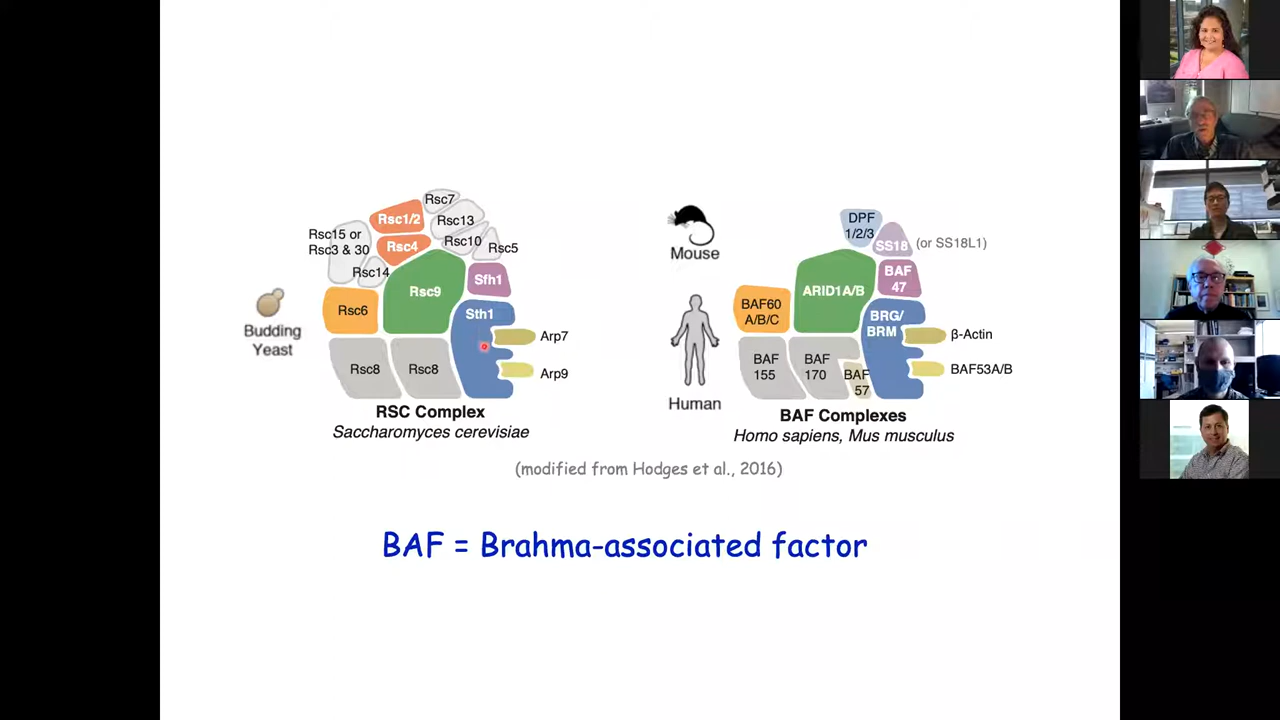 Rsc7
Rsc1/2
Rsc13
Rsc15 or
Rsc3 & 30
Rsc4
Rsc10
Rsc5
Rsc14
Rsc9
Sfh1
Rsc6
Sth1
Budding
Yeast
Arp7
Rsc8
Rsc8
Arp9
RSC Complex
Saccharomyces cerevisiae
Mouse
Human
DPF
1/2/3
SS18
(or SS18L1)
BAF
47
ARID1A/B
BAF60
A/B/C
BRG/
BRM
β-Actin
BAF
155
BAF
170
BAF
57
BAF53A/B
BAF Complexes
Homo sapiens, Mus musculus
(modified from Hodges et al., 2016)
BAF = Brahma-associated factor